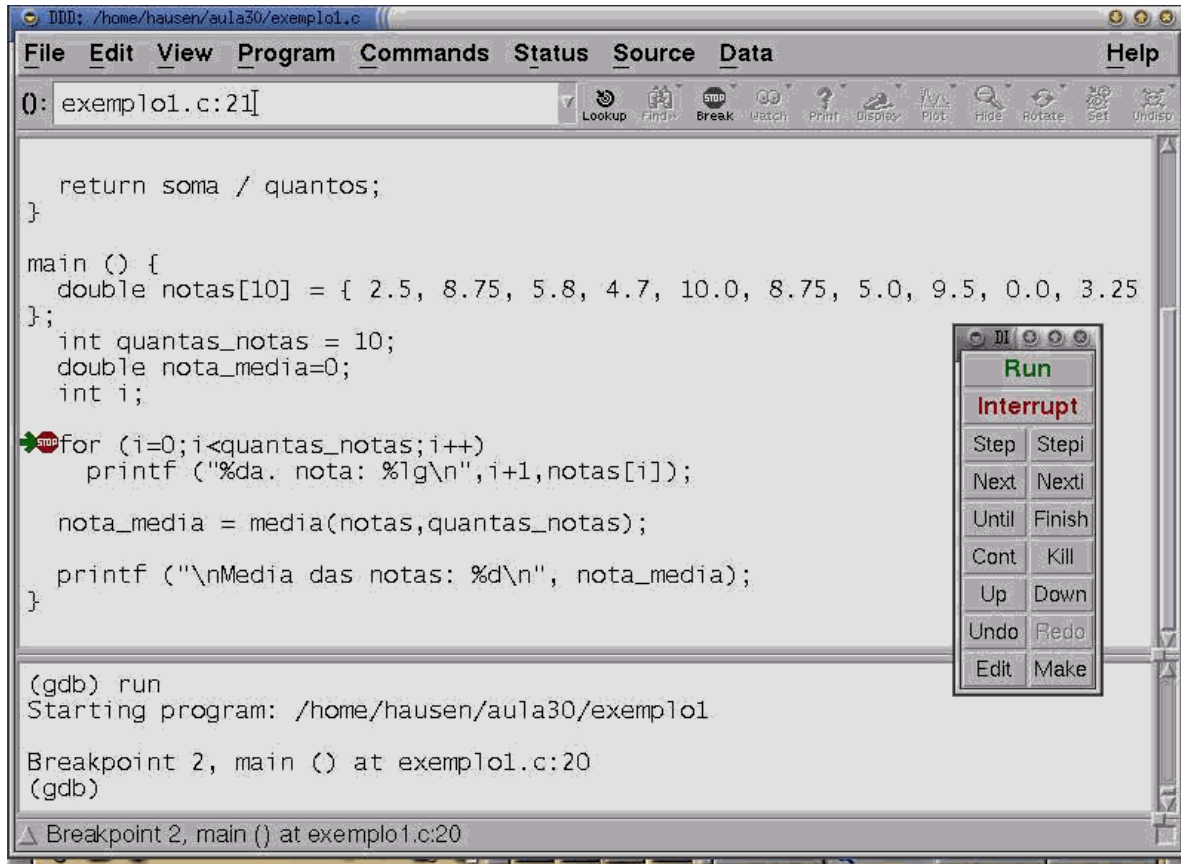 DDD: /home/hausen/aula30/exemplo1.c
File Edit View Program Commands Status Source Data Help
(): exemplo1.c:21
Lookup Find» Break Watch Print Display Plot Hide Rotate Set Undisp
STOP
return soma / quantos;
}
main () {
double notas[10] = { 2.5, 8.75, 5.8, 4.7, 10.0, 8.75, 5.0, 9.5, 0.0, 3.25
};
int quantas_notas = 10;
double nota_media=0;
int i;
STOP for (i=0;i<quantas_notas;i++)
printf ("%da. nota: %lg\n",i+1,notas[i]);
nota_media = media(notas,quantas_notas);
printf ("\nMedia das notas: %d\n", nota_media);
}
DI
Run
Interrupt
Step Stepi
Next Nexti
Until Finish
Cont Kill
Up Down
Undo Redo
Edit Make
(gdb) run
Starting program: /home/hausen/aula30/exemplo1
Breakpoint 2, main () at exemplo1.c:20
(gdb)
Breakpoint 2, main () at exemplo1.c:20